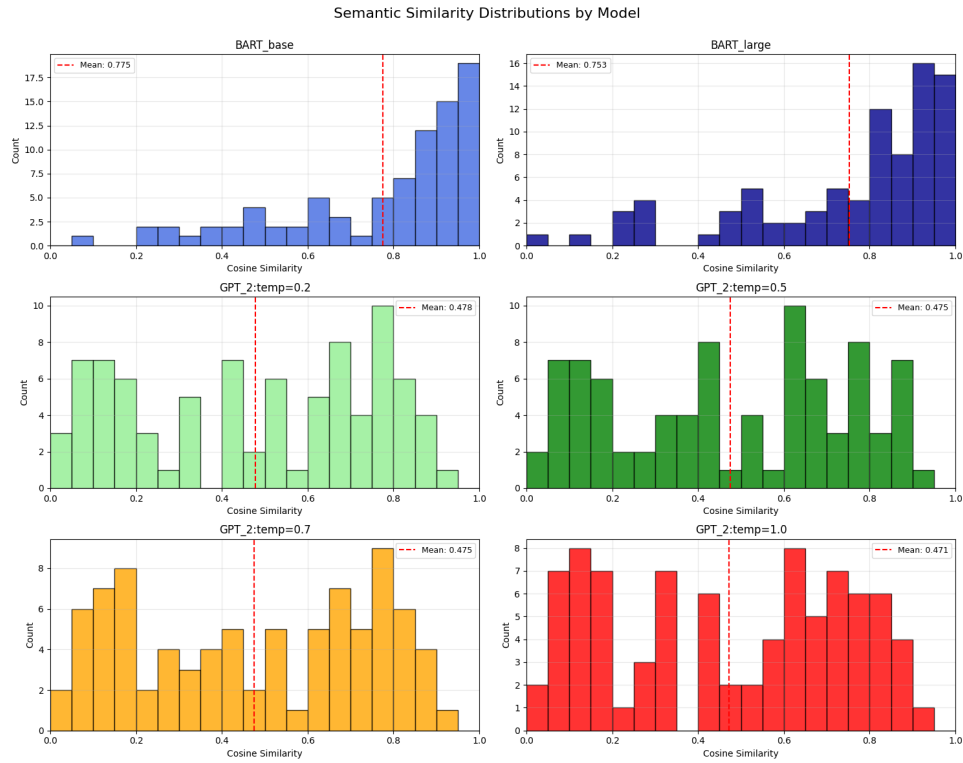 Semantic Similarity Distributions by Model
BART_base
Mean: 0.775
17.5
15.0
12.5
10.0
7.5
5.0
2.5
0.0
Count
0.0 0.2 0.4 0.6 0.8 1.0
Cosine Similarity
BART_large
Mean: 0.753
16
14
12
10
8
6
4
2
0
Count
0.0 0.2 0.4 0.6 0.8 1.0
Cosine Similarity
GPT_2:temp=0.2
Mean: 0.478
10
8
6
4
2
0
Count
0.0 0.2 0.4 0.6 0.8 1.0
Cosine Similarity
GPT_2:temp=0.5
Mean: 0.475
10
8
6
4
2
0
Count
0.0 0.2 0.4 0.6 0.8 1.0
Cosine Similarity
GPT_2:temp=0.7
Mean: 0.475
8
6
4
2
0
Count
0.0 0.2 0.4 0.6 0.8 1.0
Cosine Similarity
GPT_2:temp=1.0
Mean: 0.471
8
7
6
5
4
3
2
1
0
Count
0.0 0.2 0.4 0.6 0.8 1.0
Cosine Similarity